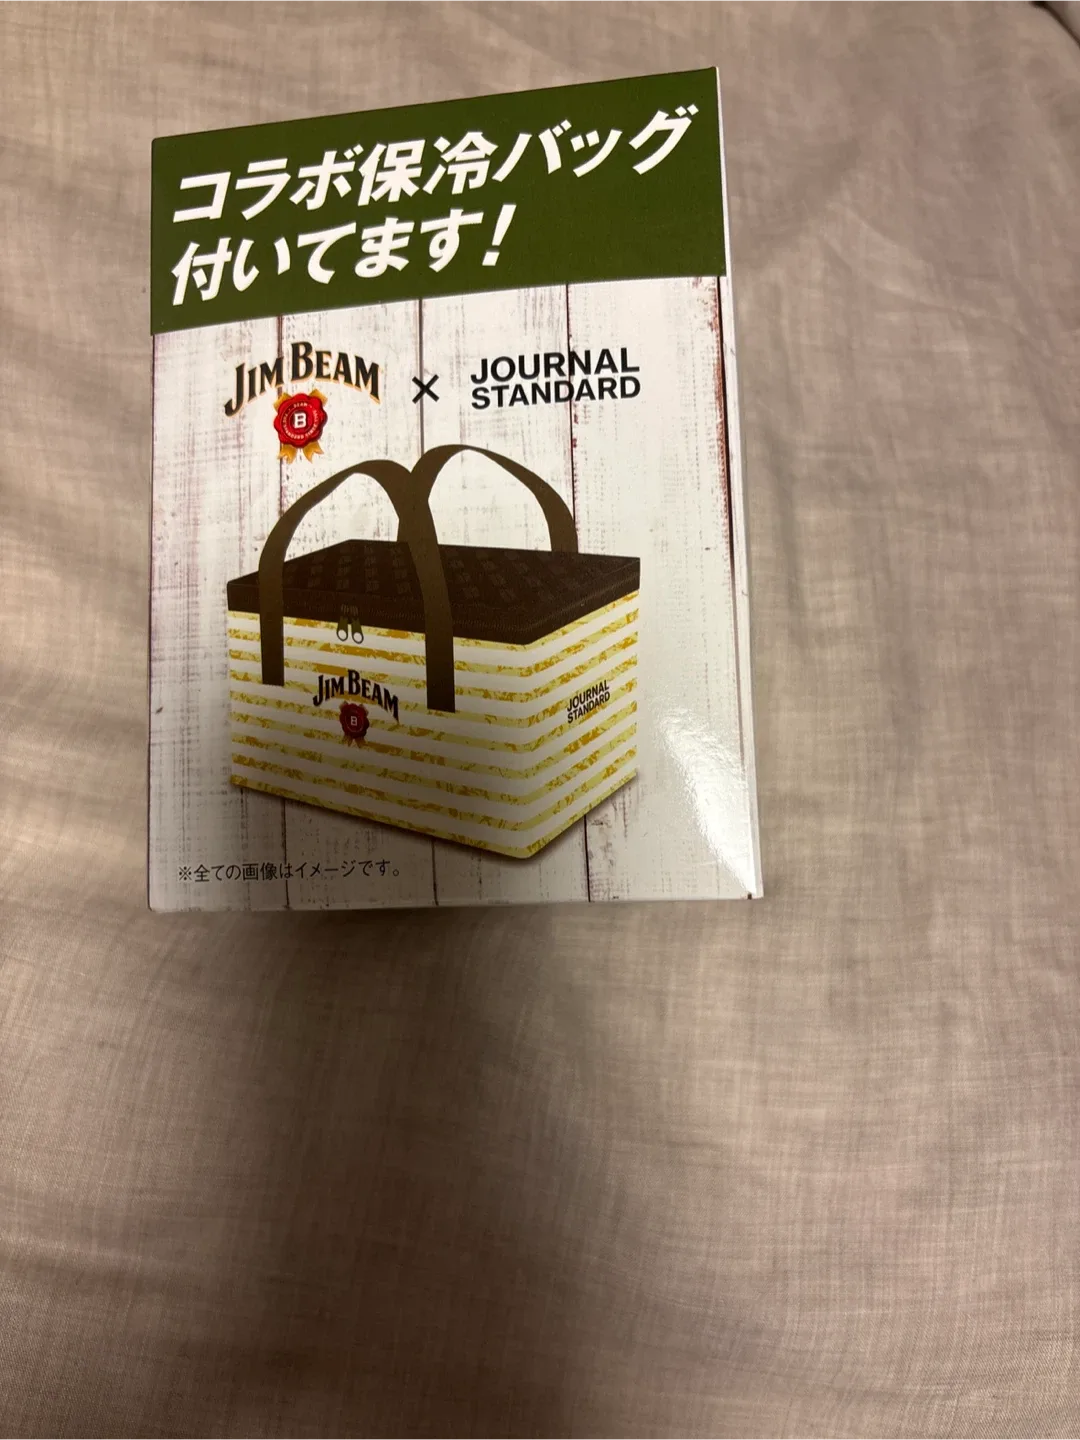 コラボ保冷バッグ
付いてます!
JIM BEAM
B
×
JOURNAL
STANDARD
JIM BEAM
B
JOURNAL
STANDARD
※全ての画像はイメージです。